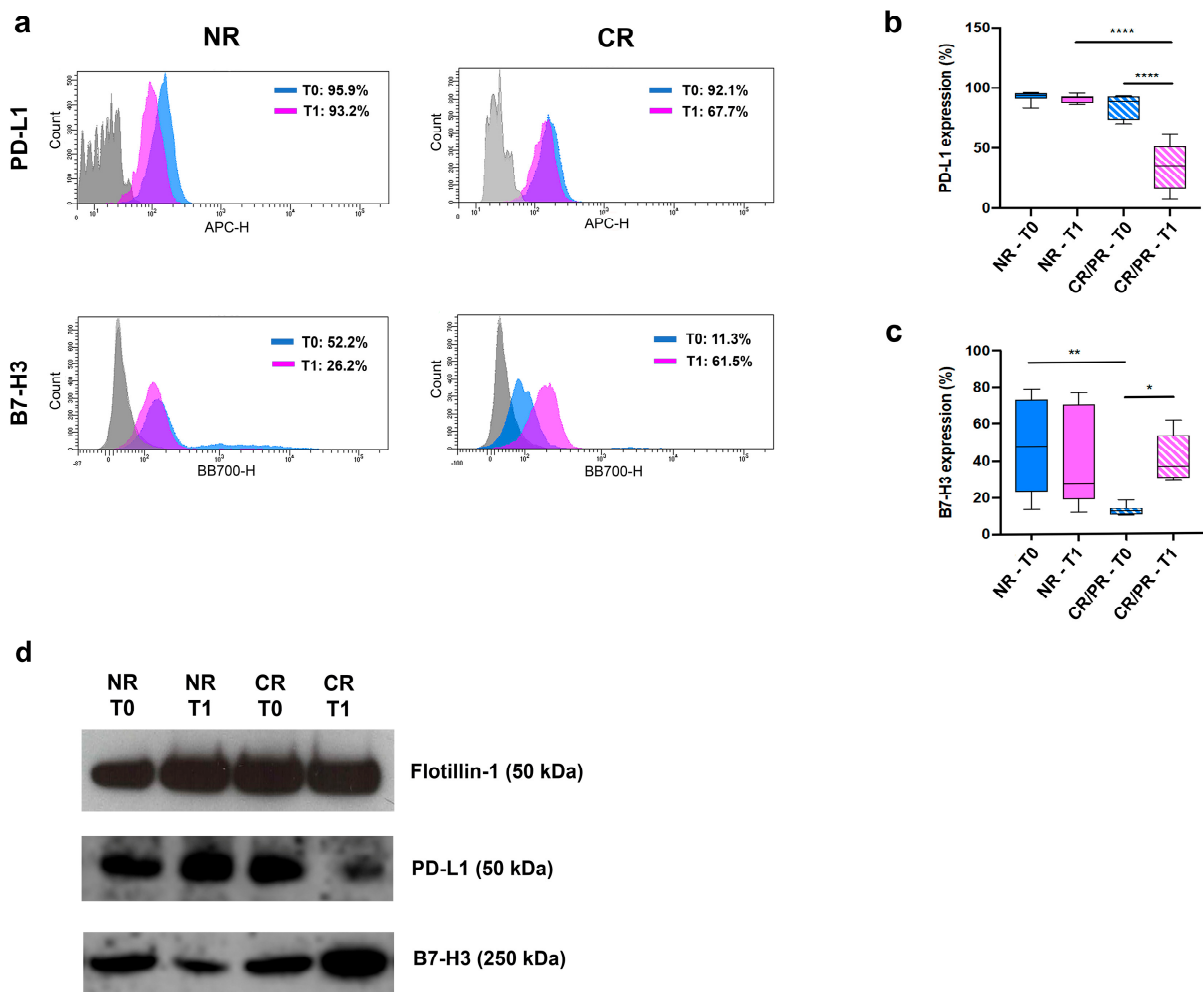 a
NR
CR
b
PD-L1
Count
T0: 95.9%
T1: 93.2%
APC-H
Count
T0: 92.1%
T1: 67.7%
APC-H
PD-L1 expression (%)
150
100
50
0
****
****
NR - T0
NR - T1
CR/PR - T0
CR/PR - T1
B7-H3
Count
T0: 52.2%
T1: 26.2%
BB700-H
Count
T0: 11.3%
T1: 61.5%
BB700-H
c
B7-H3 expression (%)
100
80
60
40
20
0
**
*
NR - T0
NR - T1
CR/PR - T0
CR/PR - T1
d
NR NR CR CR
T0 T1 T0 T1
Flotillin-1 (50 kDa)
PD-L1 (50 kDa)
B7-H3 (250 kDa)